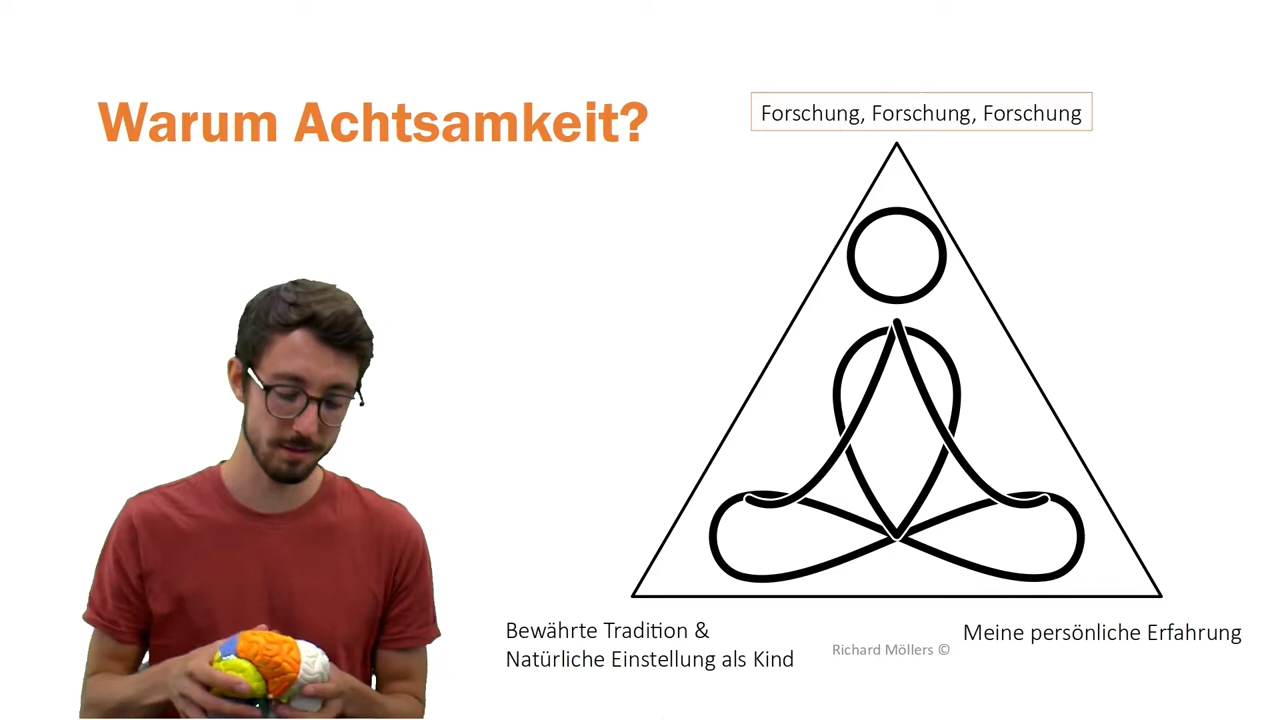 Warum Achtsamkeit?
Forschung, Forschung, Forschung
Bewährte Tradition &
Natürliche Einstellung als Kind
Meine persönliche Erfahrung
Richard Möllers ©